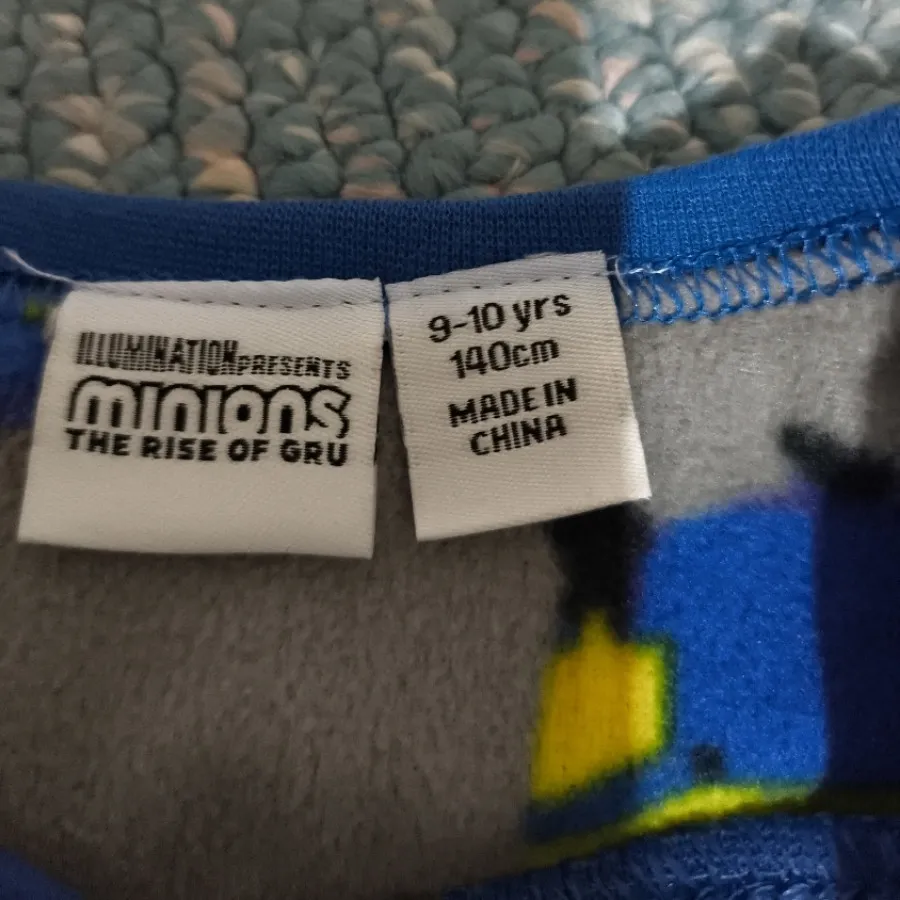 ILLUMINATION PRESENTS
minions
THE RISE OF GRU
9-10 yrs
140cm
MADE IN
CHINA